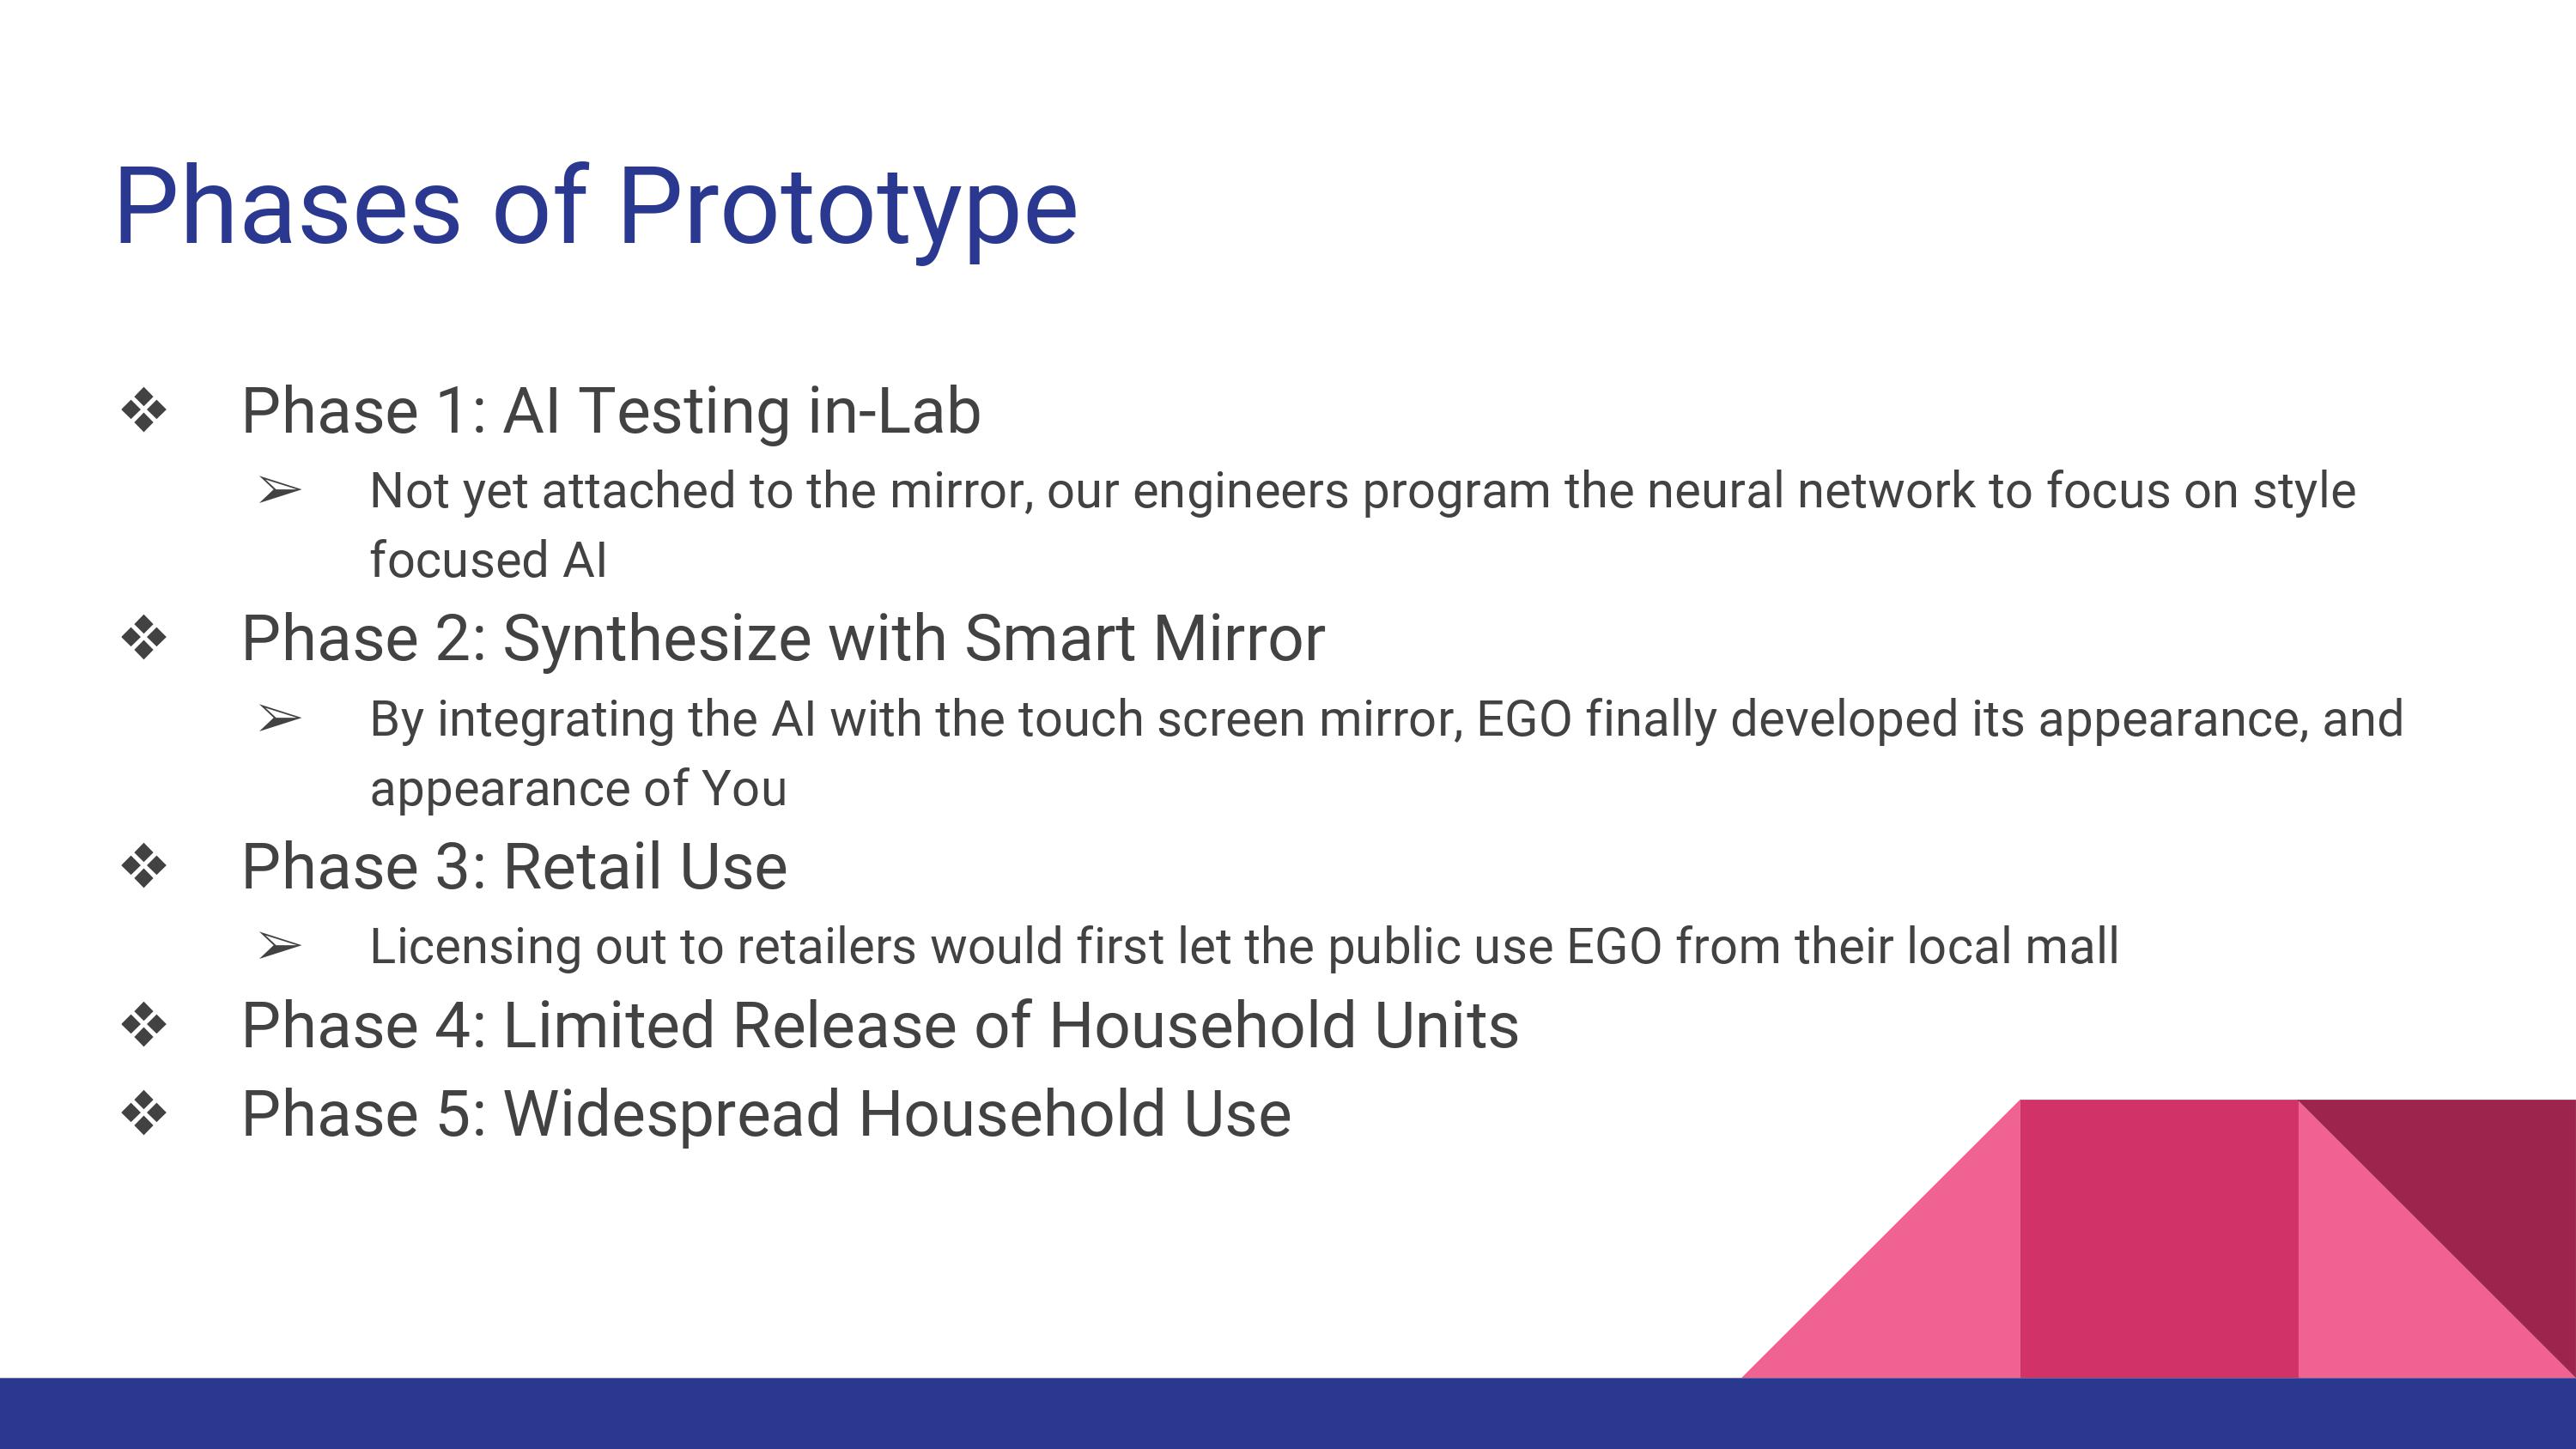 Phases of Prototype
❖ Phase 1: AI Testing in-Lab
➢ Not yet attached to the mirror, our engineers program the neural network to focus on style
focused AI
❖ Phase 2: Synthesize with Smart Mirror
➢ By integrating the AI with the touch screen mirror, EGO finally developed its appearance, and
appearance of You
❖ Phase 3: Retail Use
➢ Licensing out to retailers would first let the public use EGO from their local mall
❖ Phase 4: Limited Release of Household Units
❖ Phase 5: Widespread Household Use